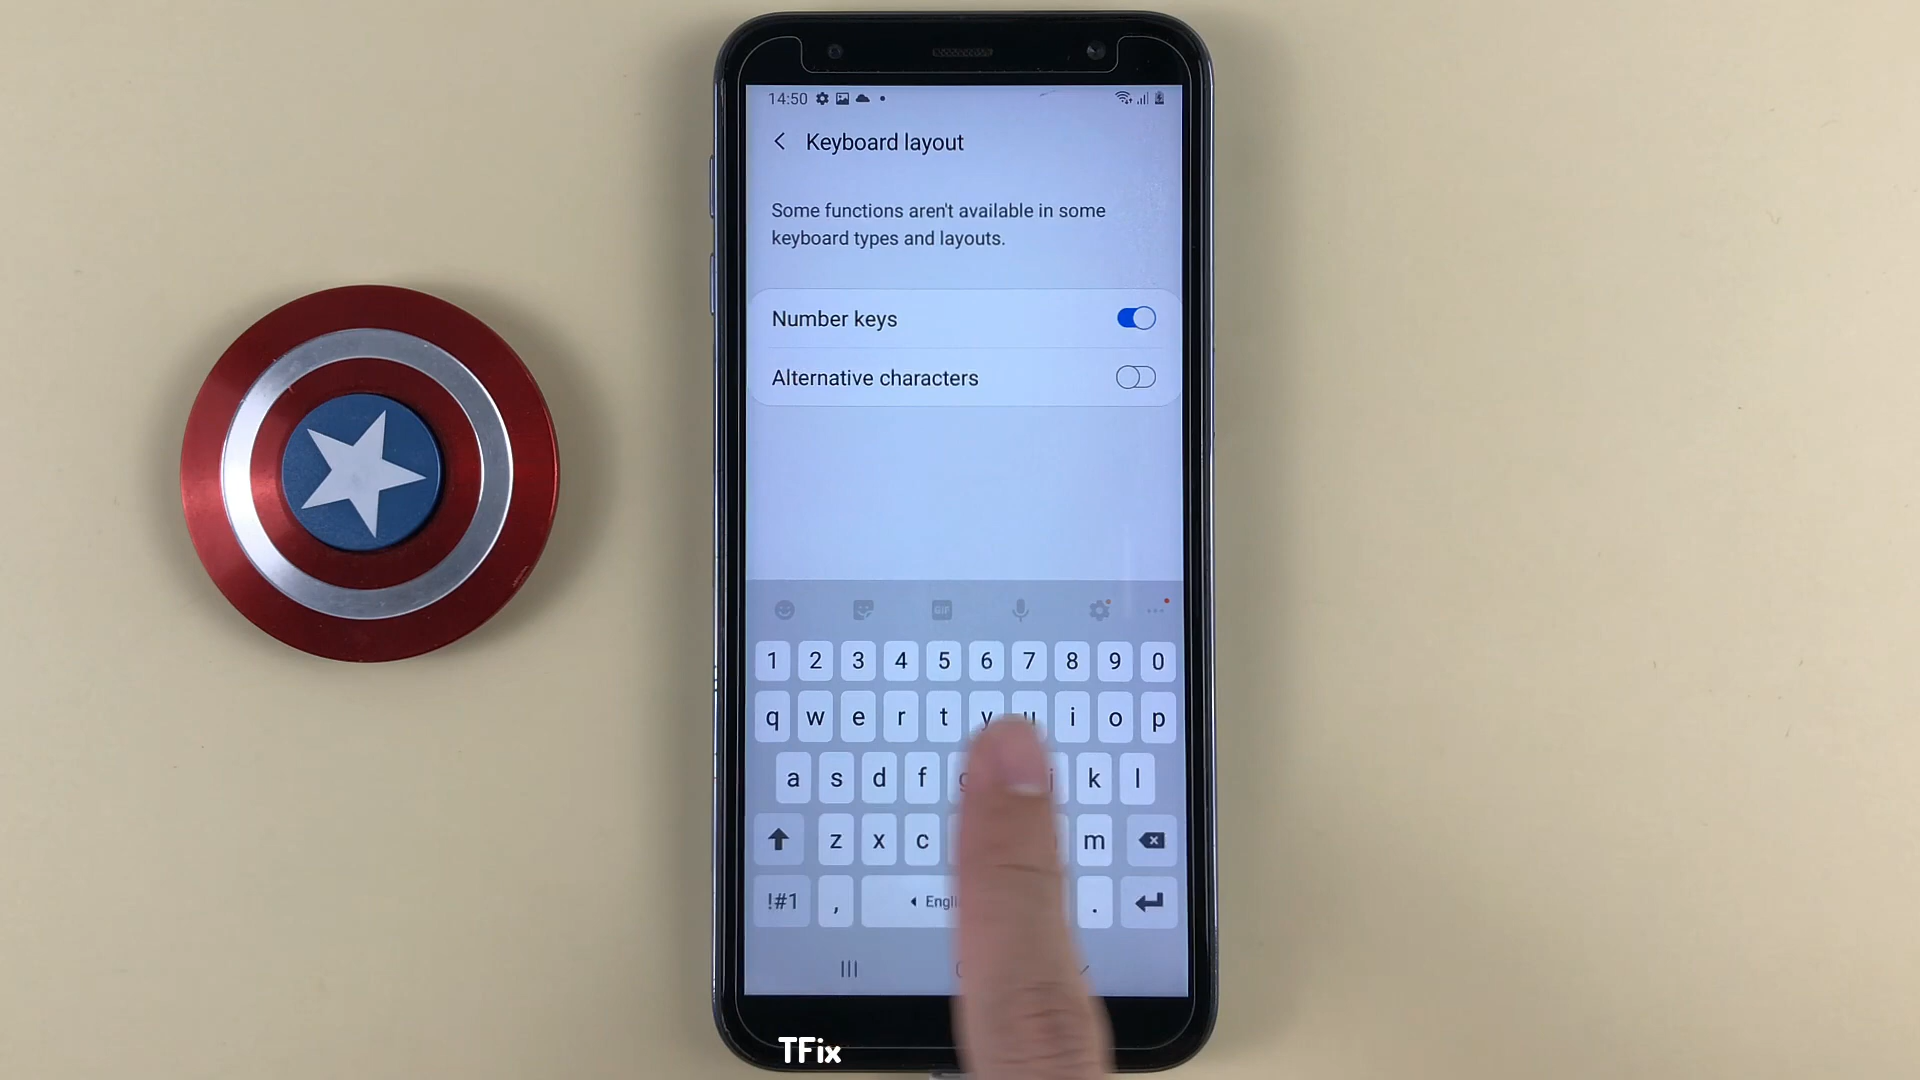 14:50
Keyboard layout
Some functions aren't available in some
keyboard types and layouts.
Number keys
Alternative characters
GIF
1 2 3 4 5 6 7 8 9 0
q w e r t y u i o p
a s d f g j k l
z x c m
!#1 , .
TFix